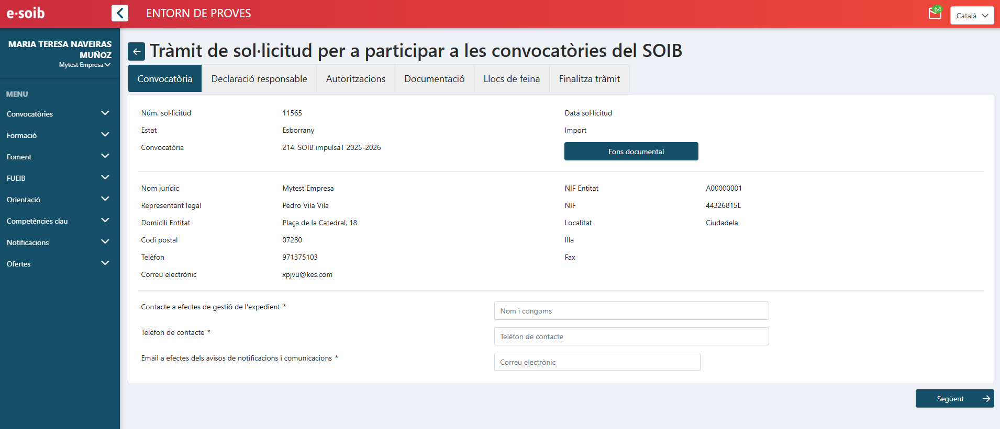 e·soib
ENTORN DE PROVES
64
Català
MARIA TERESA NAVEIRAS
MUÑOZ
Mytest Empresa
MENU
Convocatòries
Formació
Foment
FUEIB
Orientació
Competències clau
Notificacions
Ofertes
Tràmit de sol·licitud per a participar a les convocatòries del SOIB
Convocatòria Declaració responsable Autoritzacions Documentació Llocs de feina Finalitza tràmit
Núm. sol·licitud 11565 Data sol·licitud
Estat Esborrany Import
Convocatòria 214. SOIB impulsaT 2025-2026 Fons documental
Nom jurídic Mytest Empresa NIF Entitat A00000001
Representant legal Pedro Vila Vila NIF 44326815L
Domicili Entitat Plaça de la Catedral, 18 Localitat Ciudadela
Codi postal 07280 Illa
Telèfon 971375103 Fax
Correu electrònic xpjvu@kes.com
Contacte a efectes de gestió de l'expedient * Nom i congoms
Telèfon de contacte * Telèfon de contacte
Email a efectes dels avisos de notificacions i comunicacions * Correu electrònic
Següent